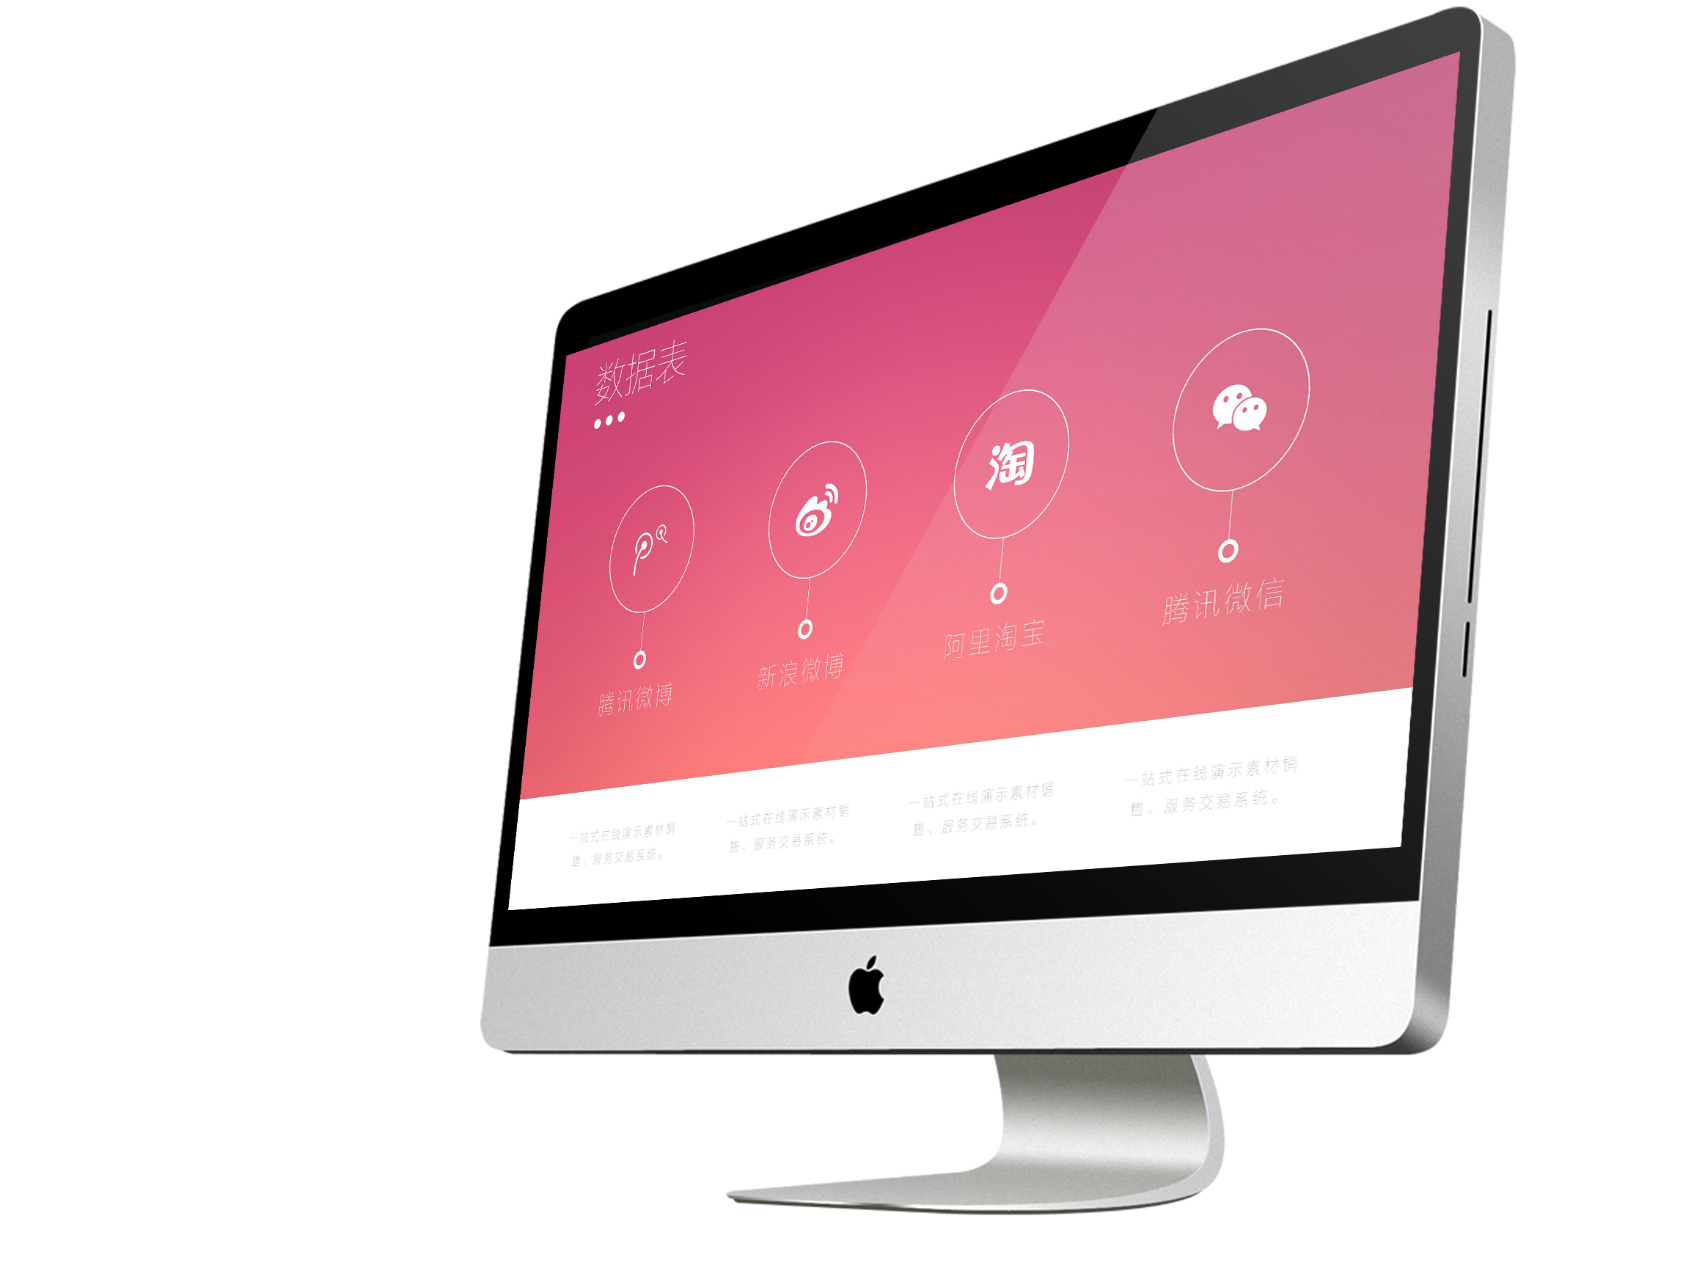 数据表
淘
腾讯微博
新浪微博
阿里淘宝
腾讯微信
一站式在线演示素材销
售、服务交易系统。
一站式在线演示素材销
售、服务交易系统。
一站式在线演示素材销
售、服务交易系统。
一站式在线演示素材销
售、服务交易系统。